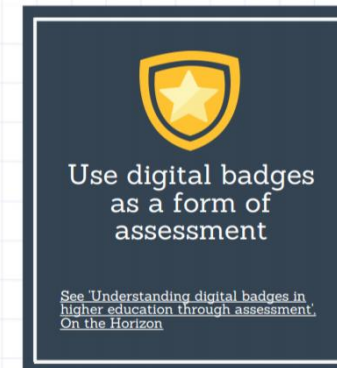 Use digital badges
as a form of
assessment
See 'Understanding digital badges in
higher education through assessment',
On the Horizon